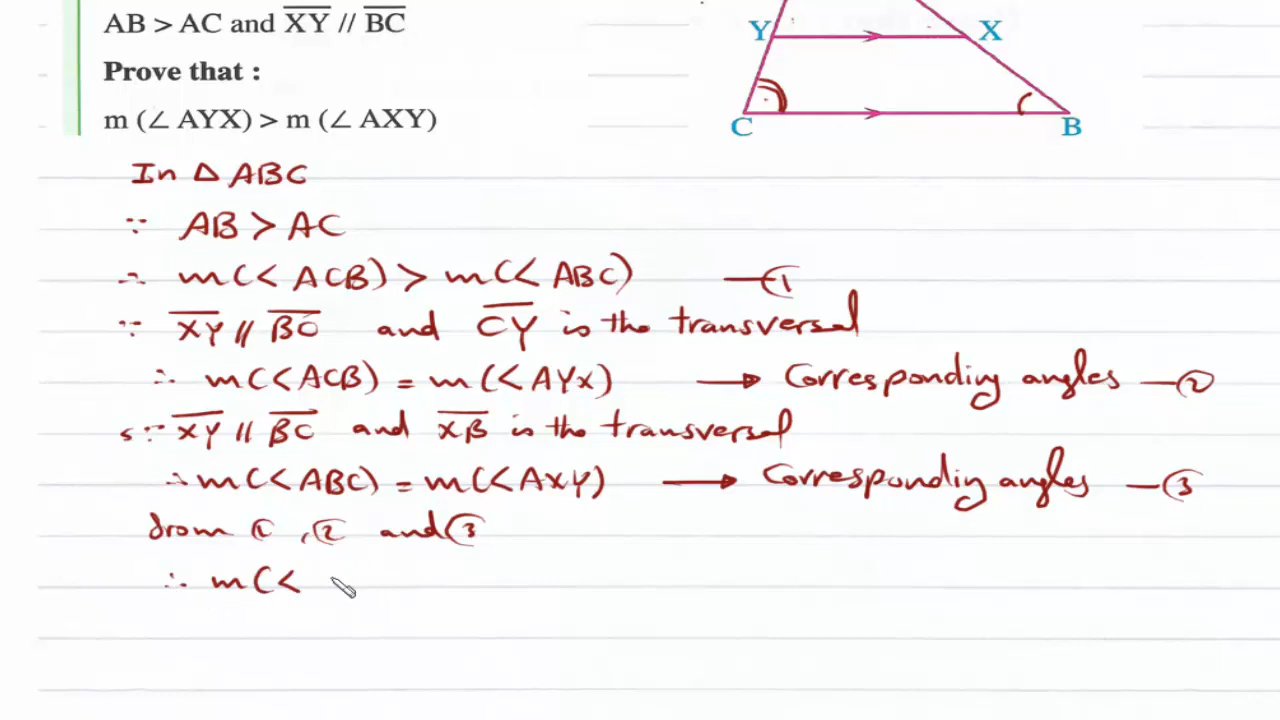 AB > AC and XY // BC
Prove that :
m (∠ AYX) > m (∠ AXY)
Y
X
C
B
In △ ABC
∵ AB > AC
∴ m(< ACB) > m(< ABC) —①
∵ XY // BC and CY is the transversal
∴ m(<ACB) = m(<AYX) → Corresponding angles —②
, ∵ XY // BC and XB is the transversal
∴ m(<ABC) = m(<AXY) → Corresponding angles —③
from ① , ② and ③
∴ m(<